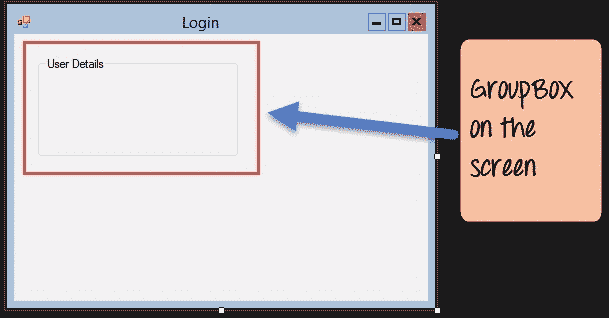 Login
User Details
GroupBox
on the
screen